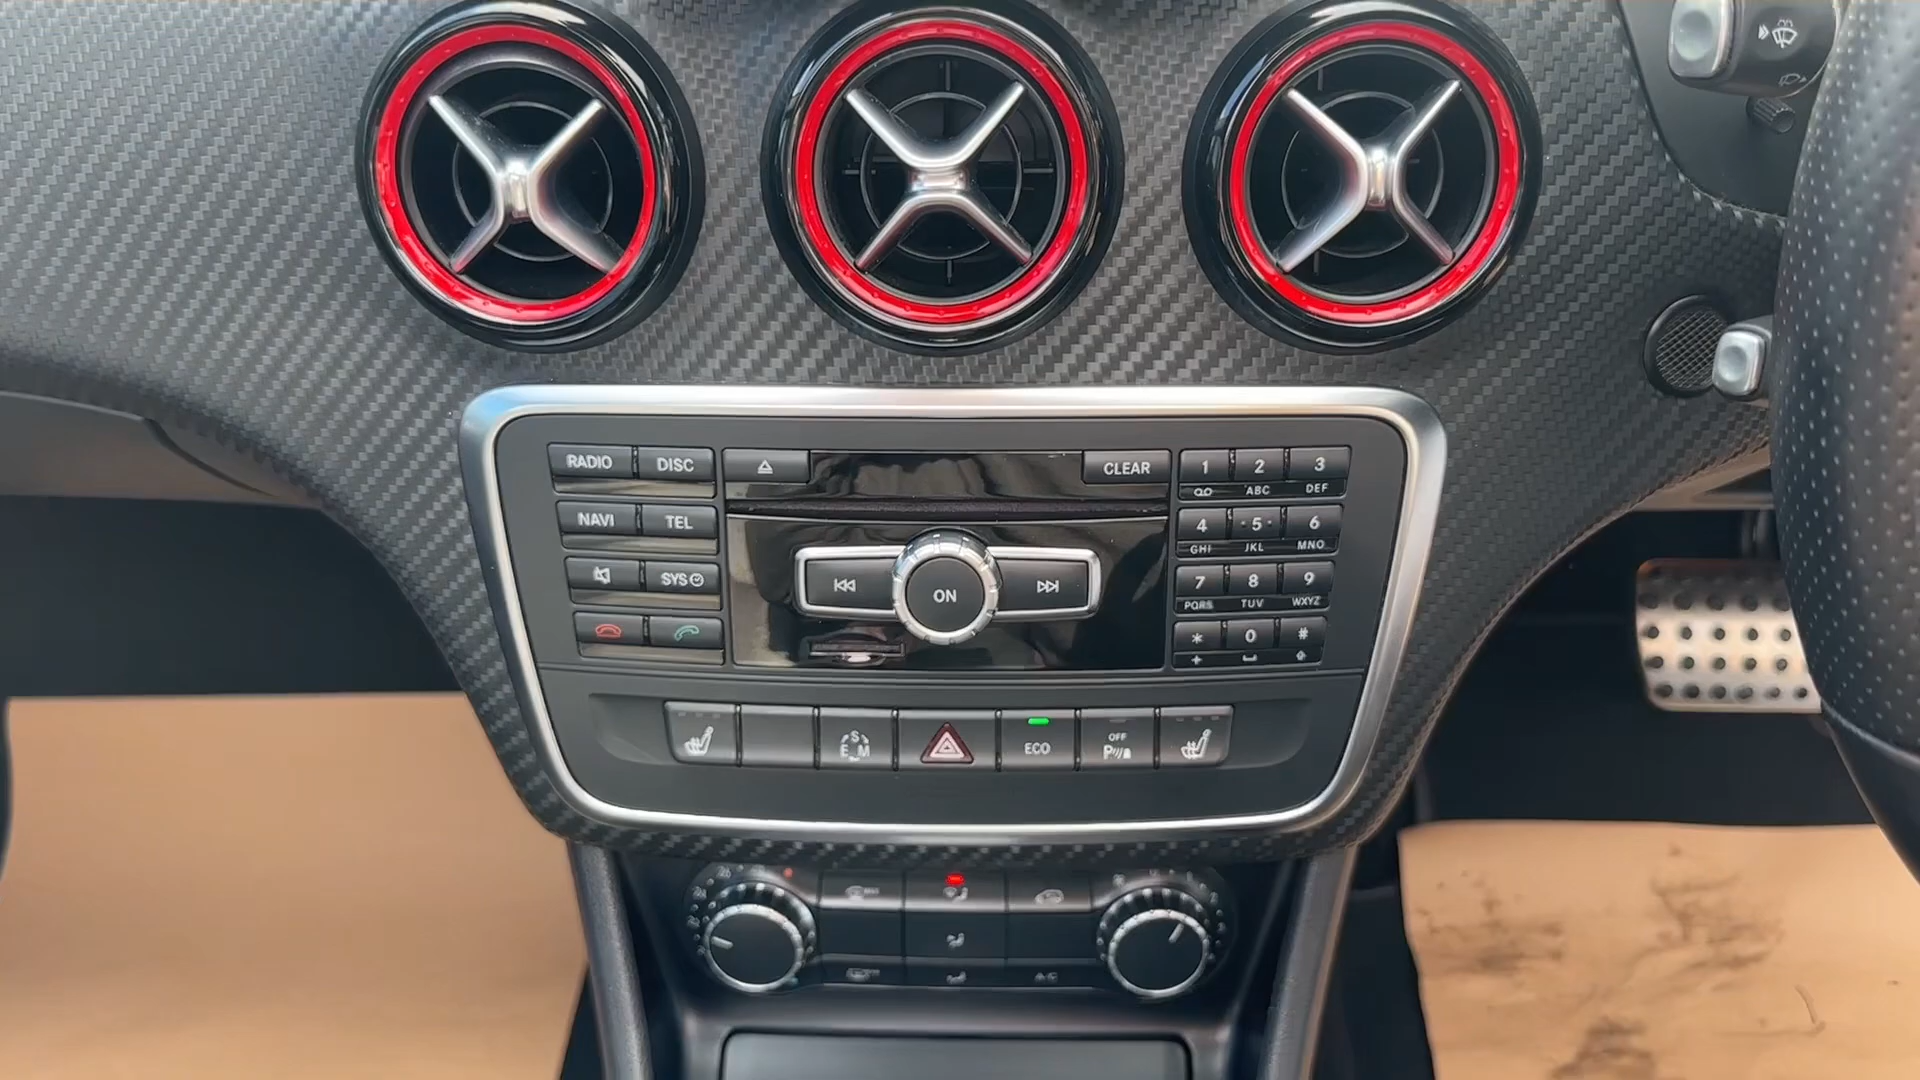 RADIO DISC CLEAR 1 2 3
ABC DEF
NAVI TEL 4 5 6
GHI JKL MNO
SYS 7 8 9
PQRS TUV WXYZ
ON
* 0 #
+
S
E M
ECO
OFF
P